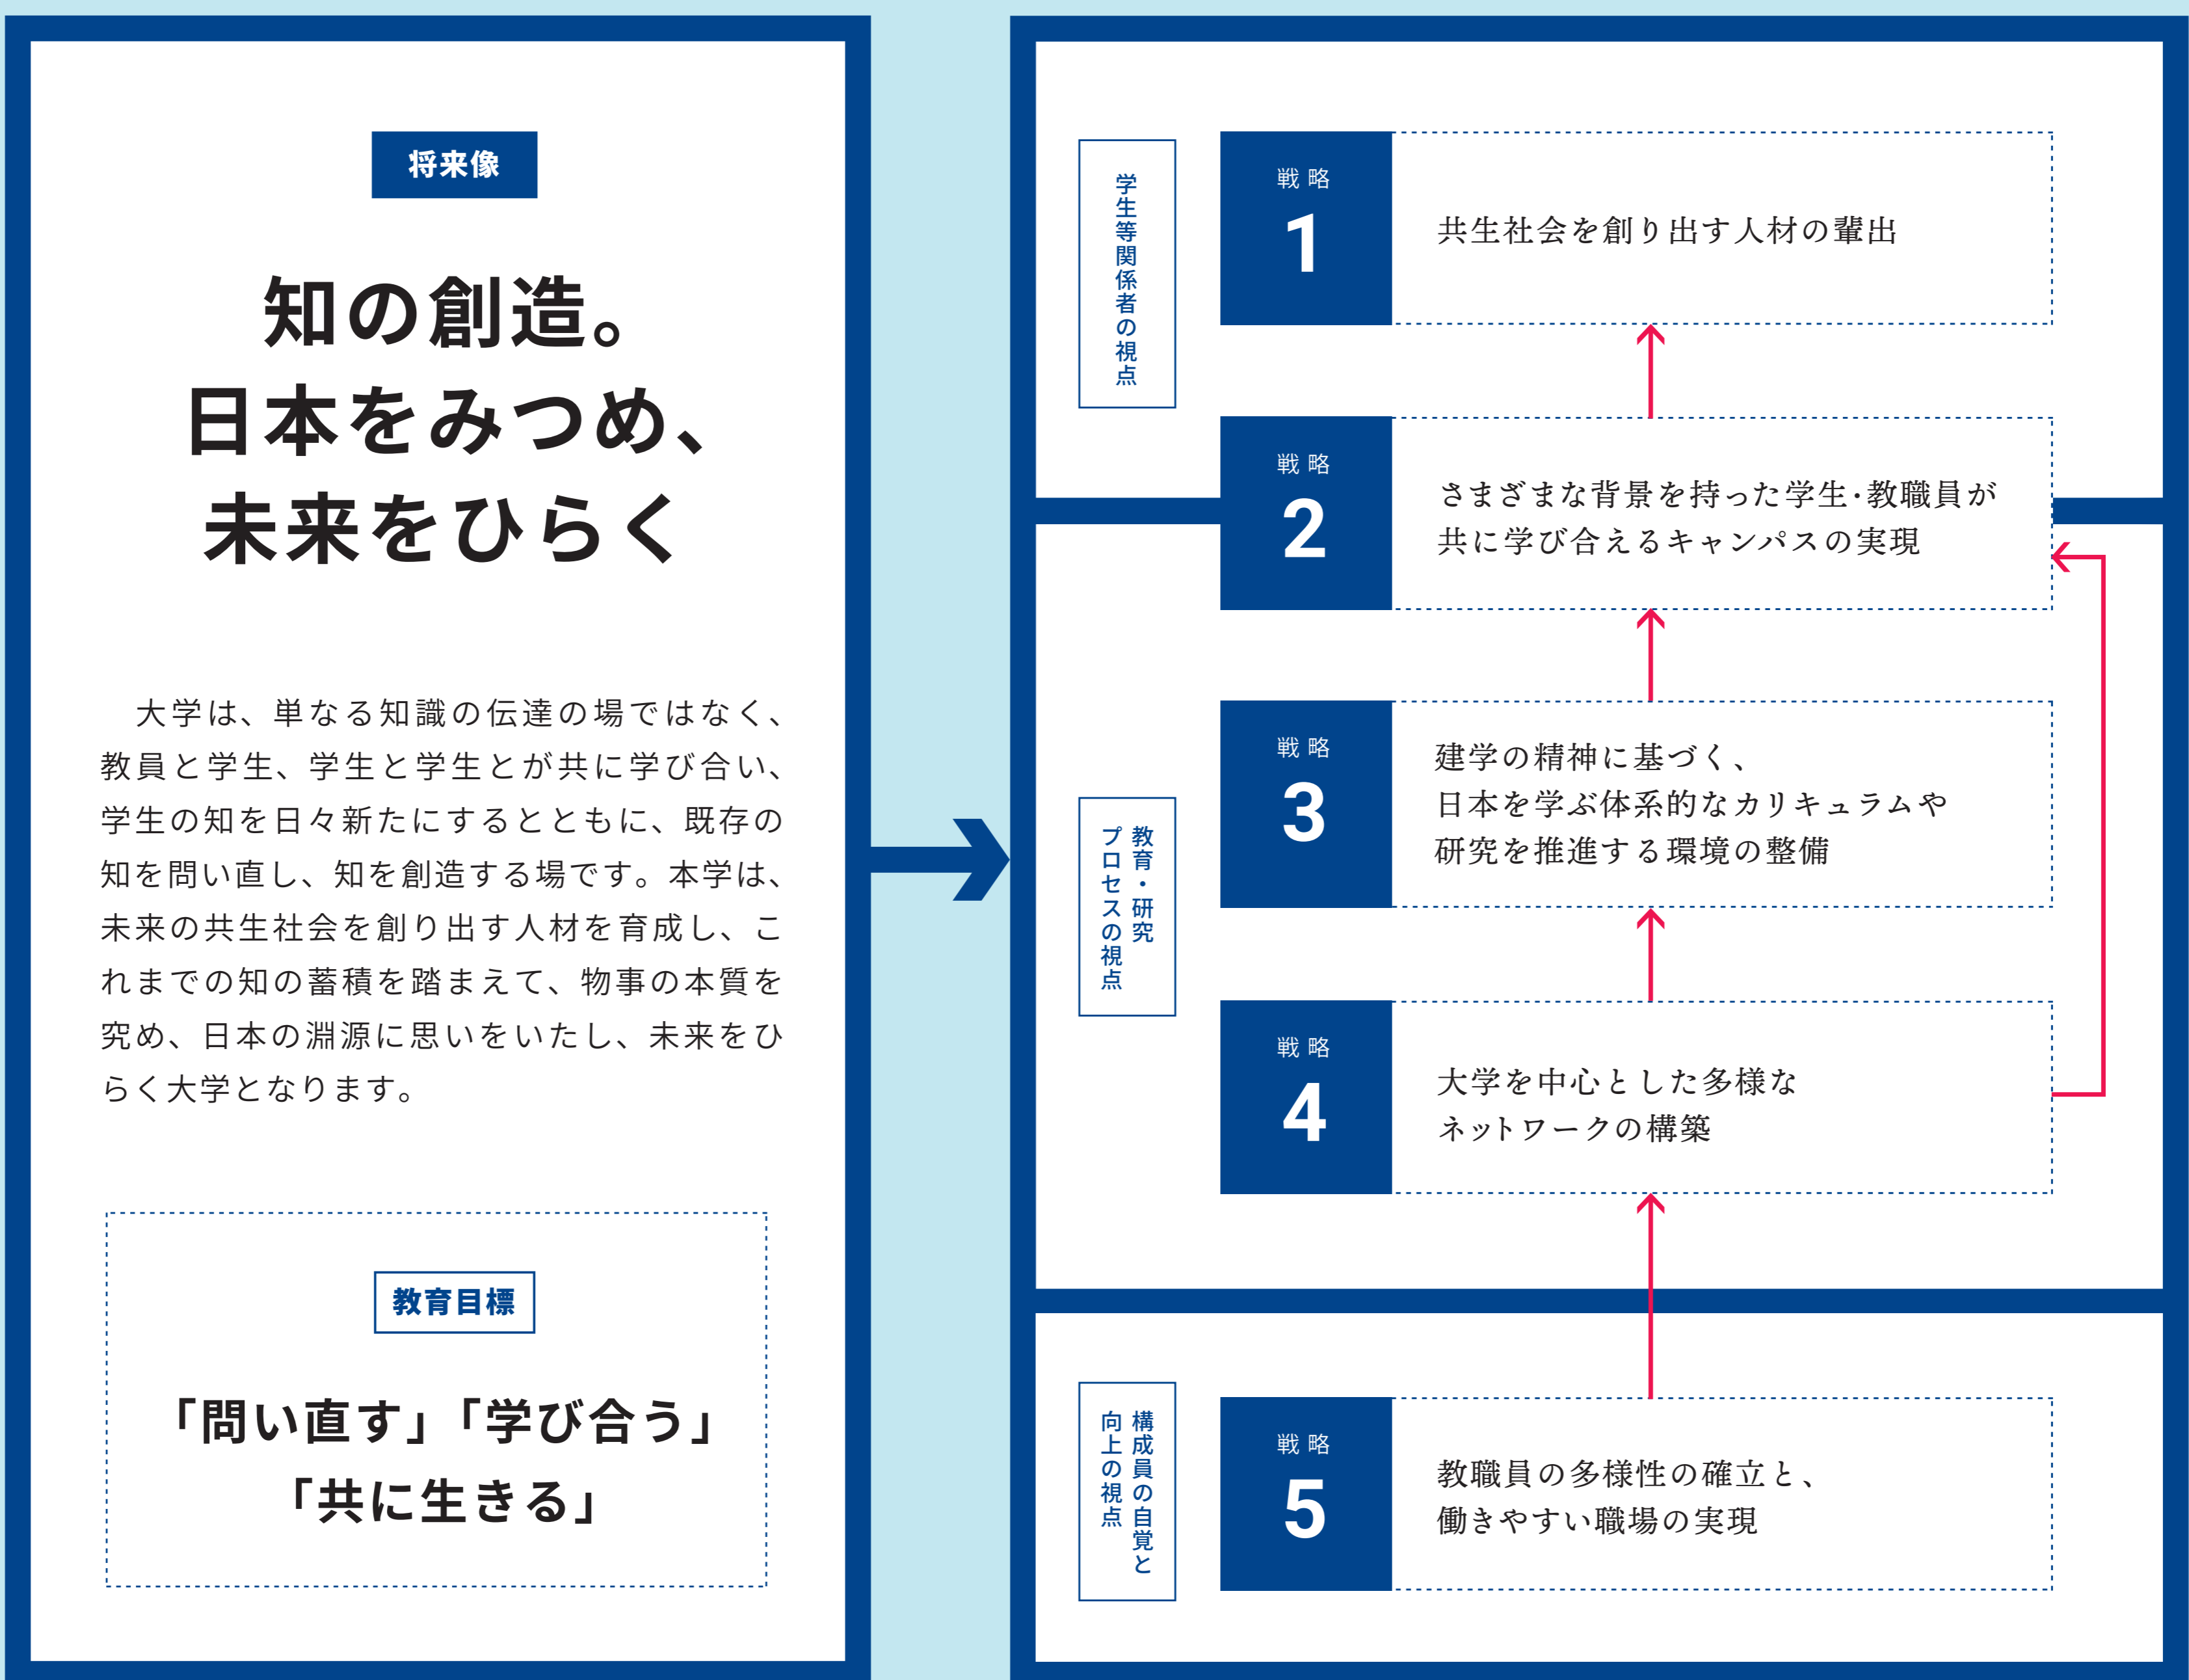 将来像
知の創造。
日本をみつめ、
未来をひらく
大学は、単なる知識の伝達の場ではなく、
教員と学生、学生と学生とが共に学び合い、
学生の知を日々新たにするとともに、既存の
知を問い直し、知を創造する場です。本学は、
未来の共生社会を創り出す人材を育成し、こ
れまでの知の蓄積を踏まえて、物事の本質を
究め、日本の淵源に思いをいたし、未来をひ
らく大学となります。
教育目標
「問い直す」「学び合う」
「共に生きる」
学生等関係者の視点
戦略
1
共生社会を創り出す人材の輩出
戦略
2
さまざまな背景を持った学生・教職員が
共に学び合えるキャンパスの実現
教育・研究
プロセスの視点
戦略
3
建学の精神に基づく、
日本を学ぶ体系的なカリキュラムや
研究を推進する環境の整備
戦略
4
大学を中心とした多様な
ネットワークの構築
構成員の自覚と
向上の視点
戦略
5
教職員の多様性の確立と、
働きやすい職場の実現